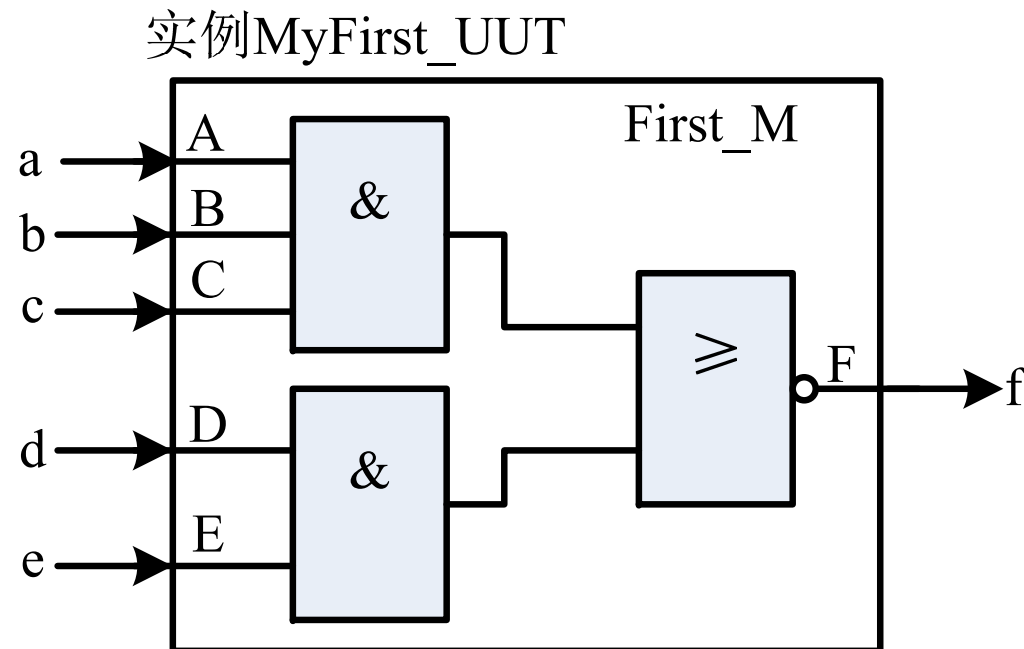 实例MyFirst_UUT
First_M
a A
b B
c C
&
d D
e E
&
≥
F f